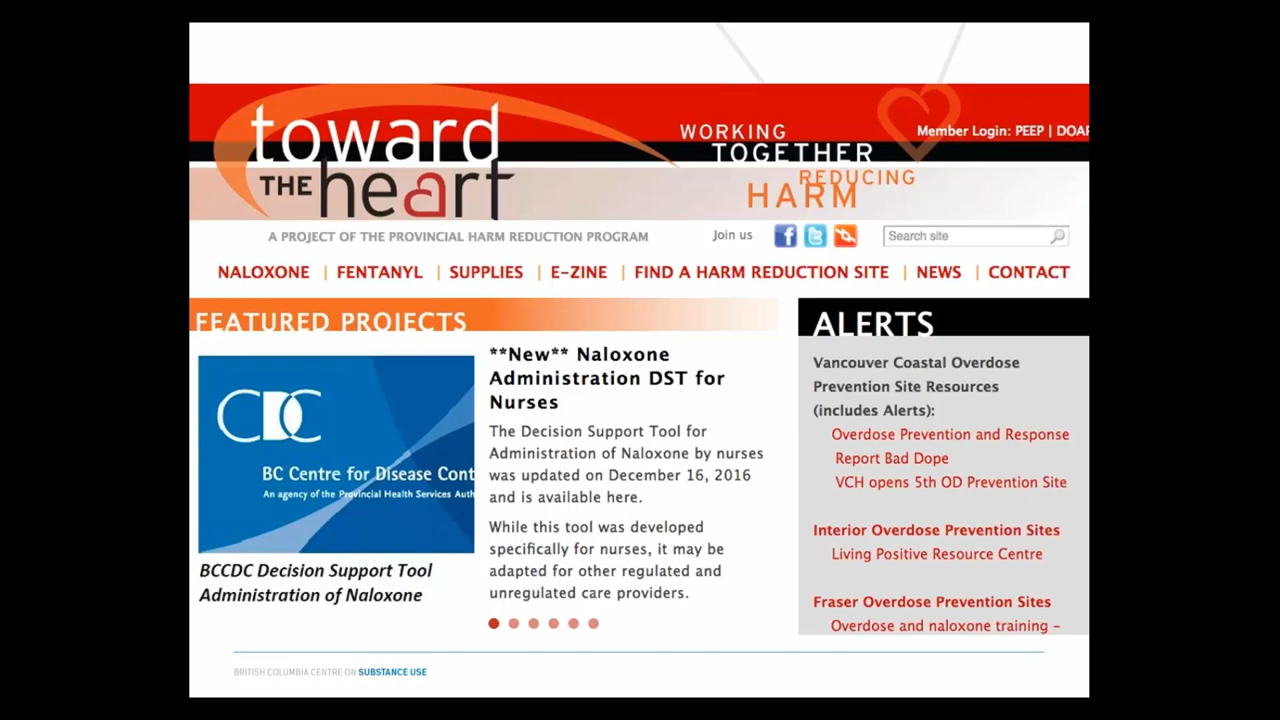 toward
THE heart
WORKING
TOGETHER
REDUCING
HARM
Member Login: PEEP | DOAP
A PROJECT OF THE PROVINCIAL HARM REDUCTION PROGRAM
Join us
Search site
NALOXONE | FENTANYL | SUPPLIES | E-ZINE | FIND A HARM REDUCTION SITE | NEWS | CONTACT
FEATURED PROJECTS
CDC
BC Centre for Disease Cont
An agency of the Provincial Health Services Auth
BCCDC Decision Support Tool
Administration of Naloxone
**New** Naloxone
Administration DST for
Nurses
The Decision Support Tool for
Administration of Naloxone by nurses
was updated on December 16, 2016
and is available here.
While this tool was developed
specifically for nurses, it may be
adapted for other regulated and
unregulated care providers.
ALERTS
Vancouver Coastal Overdose
Prevention Site Resources
(includes Alerts):
Overdose Prevention and Response
Report Bad Dope
VCH opens 5th OD Prevention Site
Interior Overdose Prevention Sites
Living Positive Resource Centre
Fraser Overdose Prevention Sites
Overdose and naloxone training –
BRITISH COLUMBIA CENTRE ON SUBSTANCE USE